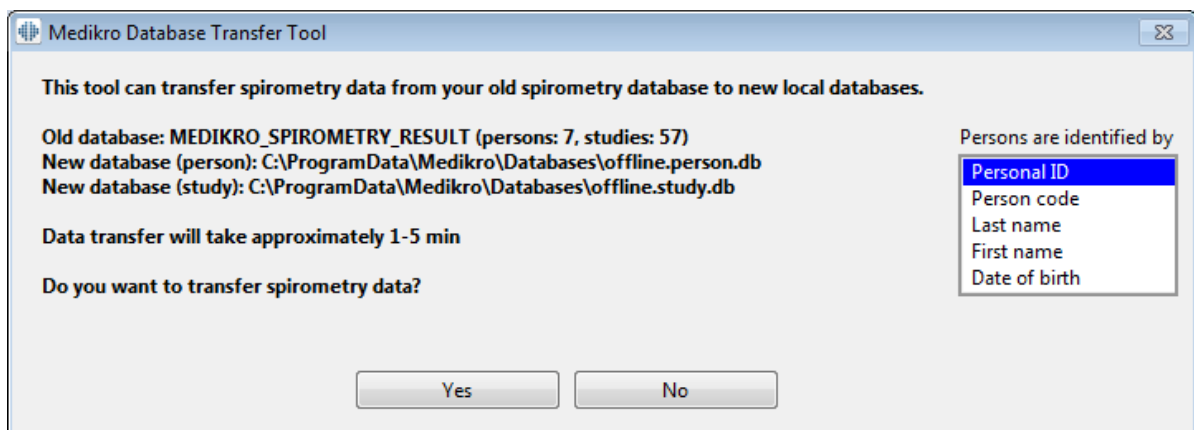 Medikro Database Transfer Tool
This tool can transfer spirometry data from your old spirometry database to new local databases.
Old database: MEDIKRO_SPIROMETRY_RESULT (persons: 7, studies: 57)
New database (person): C:\ProgramData\Medikro\Databases\offline.person.db
New database (study): C:\ProgramData\Medikro\Databases\offline.study.db
Data transfer will take approximately 1-5 min
Do you want to transfer spirometry data?
Persons are identified by
Personal ID
Person code
Last name
First name
Date of birth
Yes
No